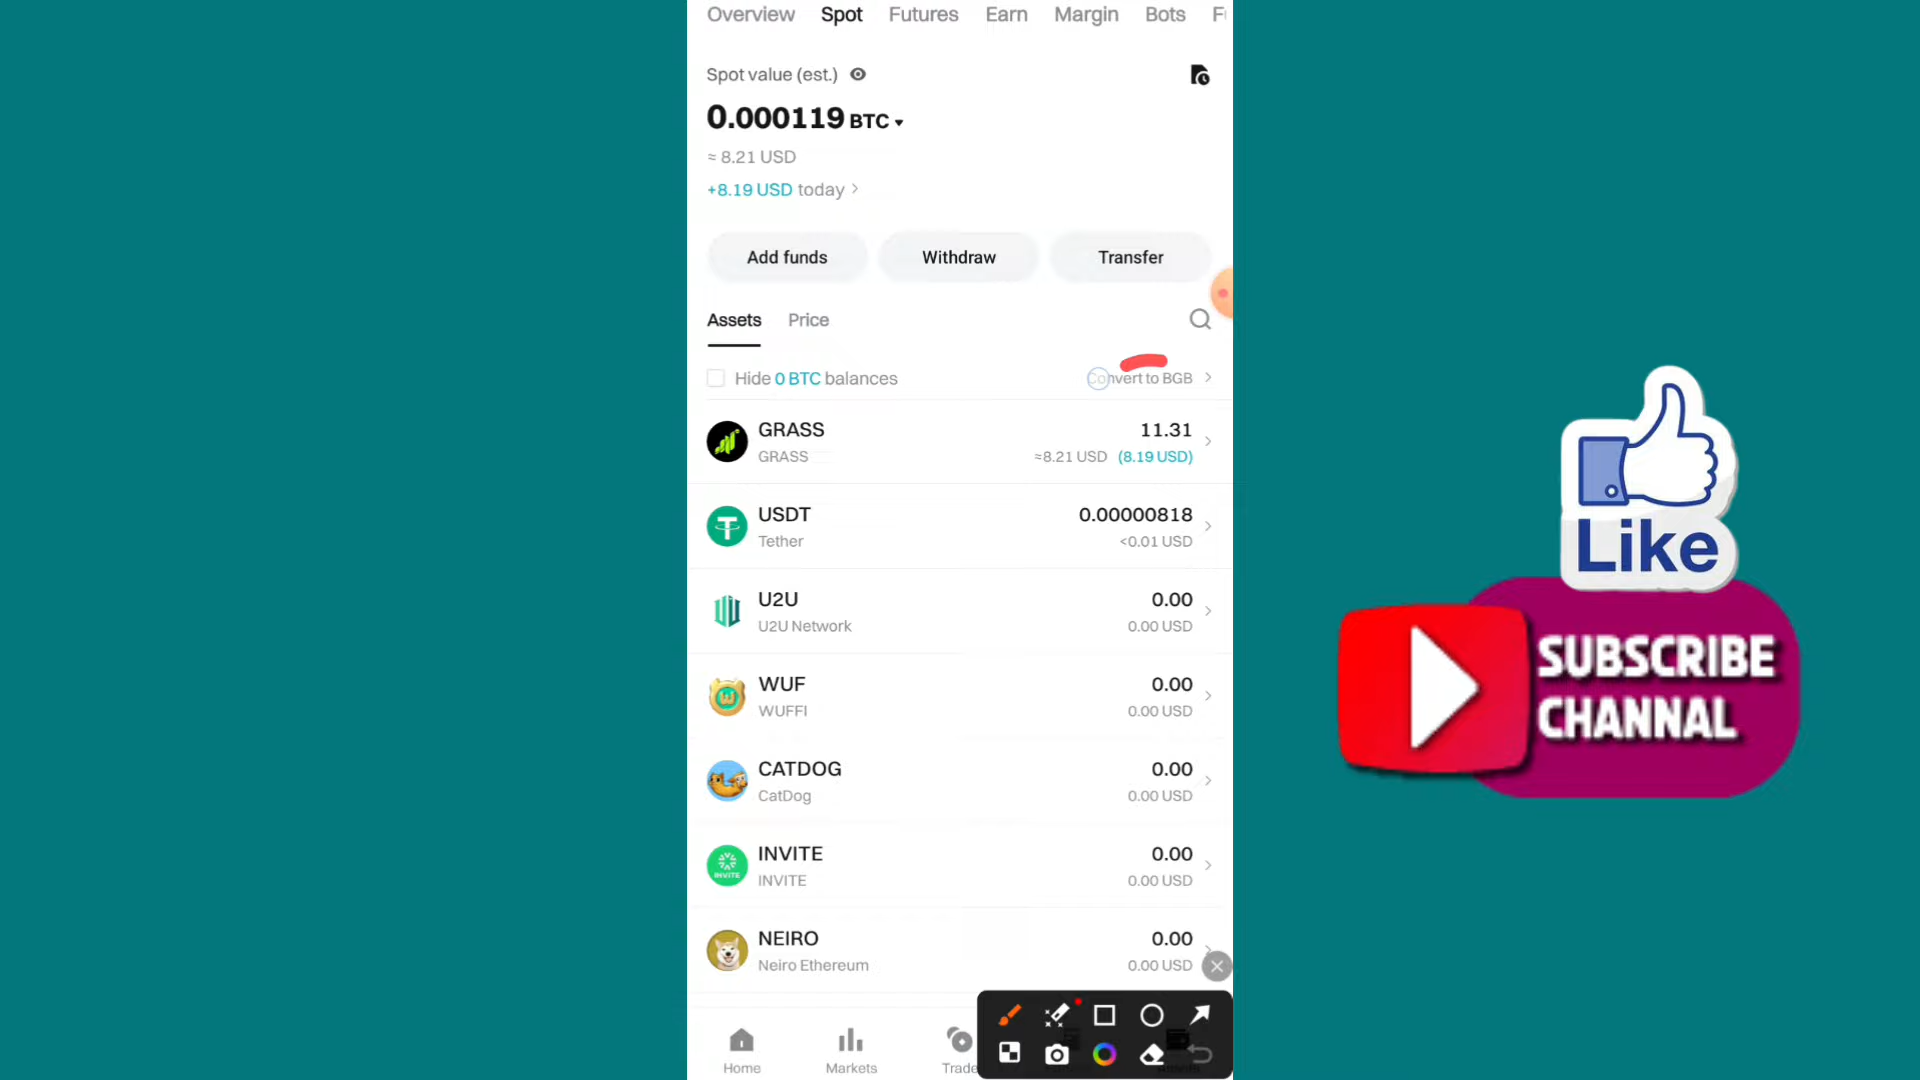 Overview Spot Futures Earn Margin Bots F
Spot value (est.)
0.000119 BTC
≈ 8.21 USD
+8.19 USD today >
Add funds Withdraw Transfer
Assets Price
Hide 0 BTC balances Convert to BGB >
GRASS 11.31
GRASS ≈8.21 USD (8.19 USD)
USDT 0.00000818
Tether <0.01 USD
U2U 0.00
U2U Network 0.00 USD
WUF 0.00
WUFFI 0.00 USD
CATDOG 0.00
CatDog 0.00 USD
INVITE 0.00
INVITE 0.00 USD
NEIRO 0.00
Neiro Ethereum 0.00 USD
Home Markets Trade
Like
SUBSCRIBE
CHANNAL